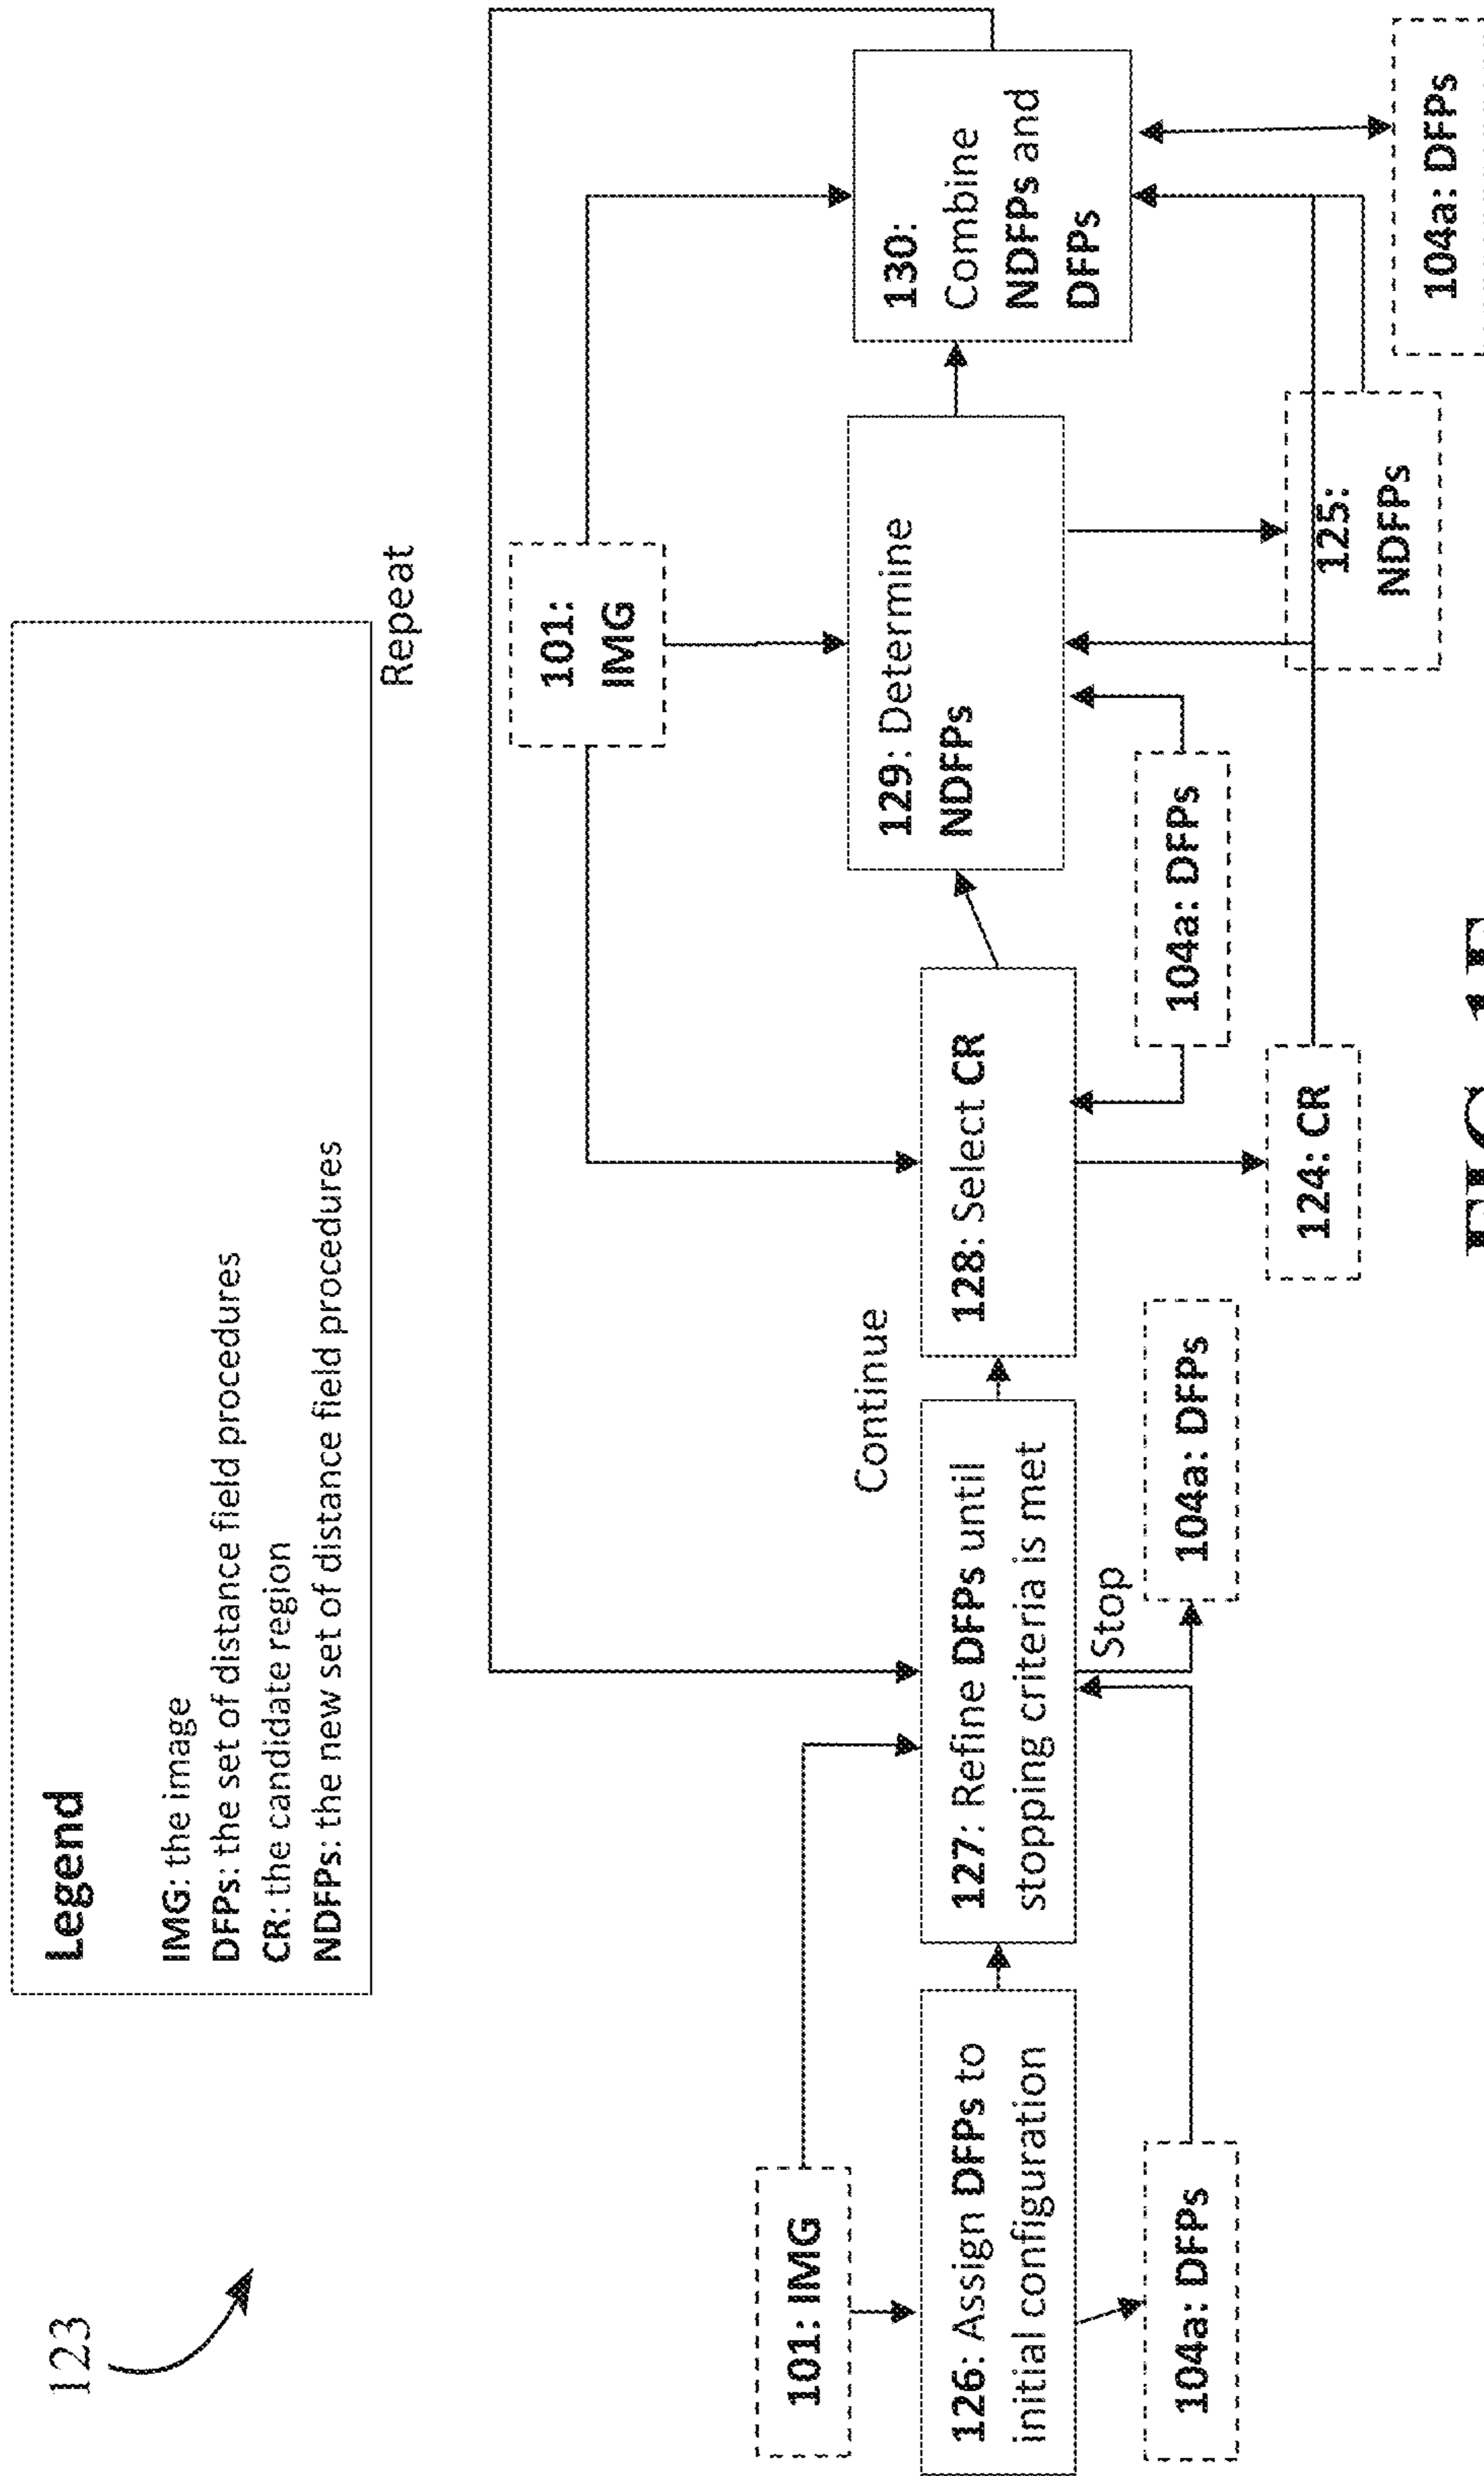 123
Legend
IMG: the image
DFPs: the set of distance field procedures
CR: the candidate region
NDFPs: the new set of distance field procedures
Repeat
101: IMG
101:
IMG
126: Assign DFPs to
initial configuration
127: Refine DFPs until
stopping criteria is met
Continue
128: Select CR
129: Determine
NDFPs
130:
Combine
NDFPs and
DFPs
Stop
104a: DFPs
104a: DFPs
104a: DFPs
124: CR
125:
NDFPs
104a: DFPs